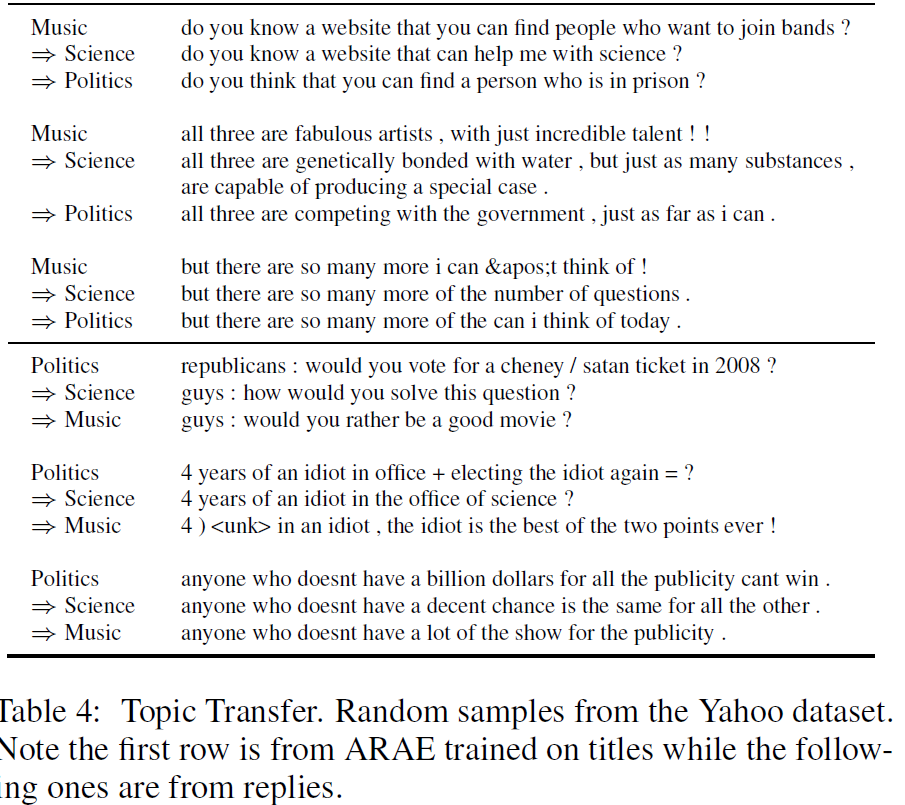 Music do you know a website that you can find people who want to join bands ?
⇒ Science do you know a website that can help me with science ?
⇒ Politics do you think that you can find a person who is in prison ?
Music all three are fabulous artists , with just incredible talent ! !
⇒ Science all three are genetically bonded with water , but just as many substances ,
are capable of producing a special case .
⇒ Politics all three are competing with the government , just as far as i can .
Music but there are so many more i can &apos;t think of !
⇒ Science but there are so many more of the number of questions .
⇒ Politics but there are so many more of the can i think of today .
Politics republicans : would you vote for a cheney / satan ticket in 2008 ?
⇒ Science guys : how would you solve this question ?
⇒ Music guys : would you rather be a good movie ?
Politics 4 years of an idiot in office + electing the idiot again = ?
⇒ Science 4 years of an idiot in the office of science ?
⇒ Music 4 ) <unk> in an idiot , the idiot is the best of the two points ever !
Politics anyone who doesnt have a billion dollars for all the publicity cant win .
⇒ Science anyone who doesnt have a decent chance is the same for all the other .
⇒ Music anyone who doesnt have a lot of the show for the publicity .
Table 4: Topic Transfer. Random samples from the Yahoo dataset.
Note the first row is from ARAE trained on titles while the follow-
ing ones are from replies.